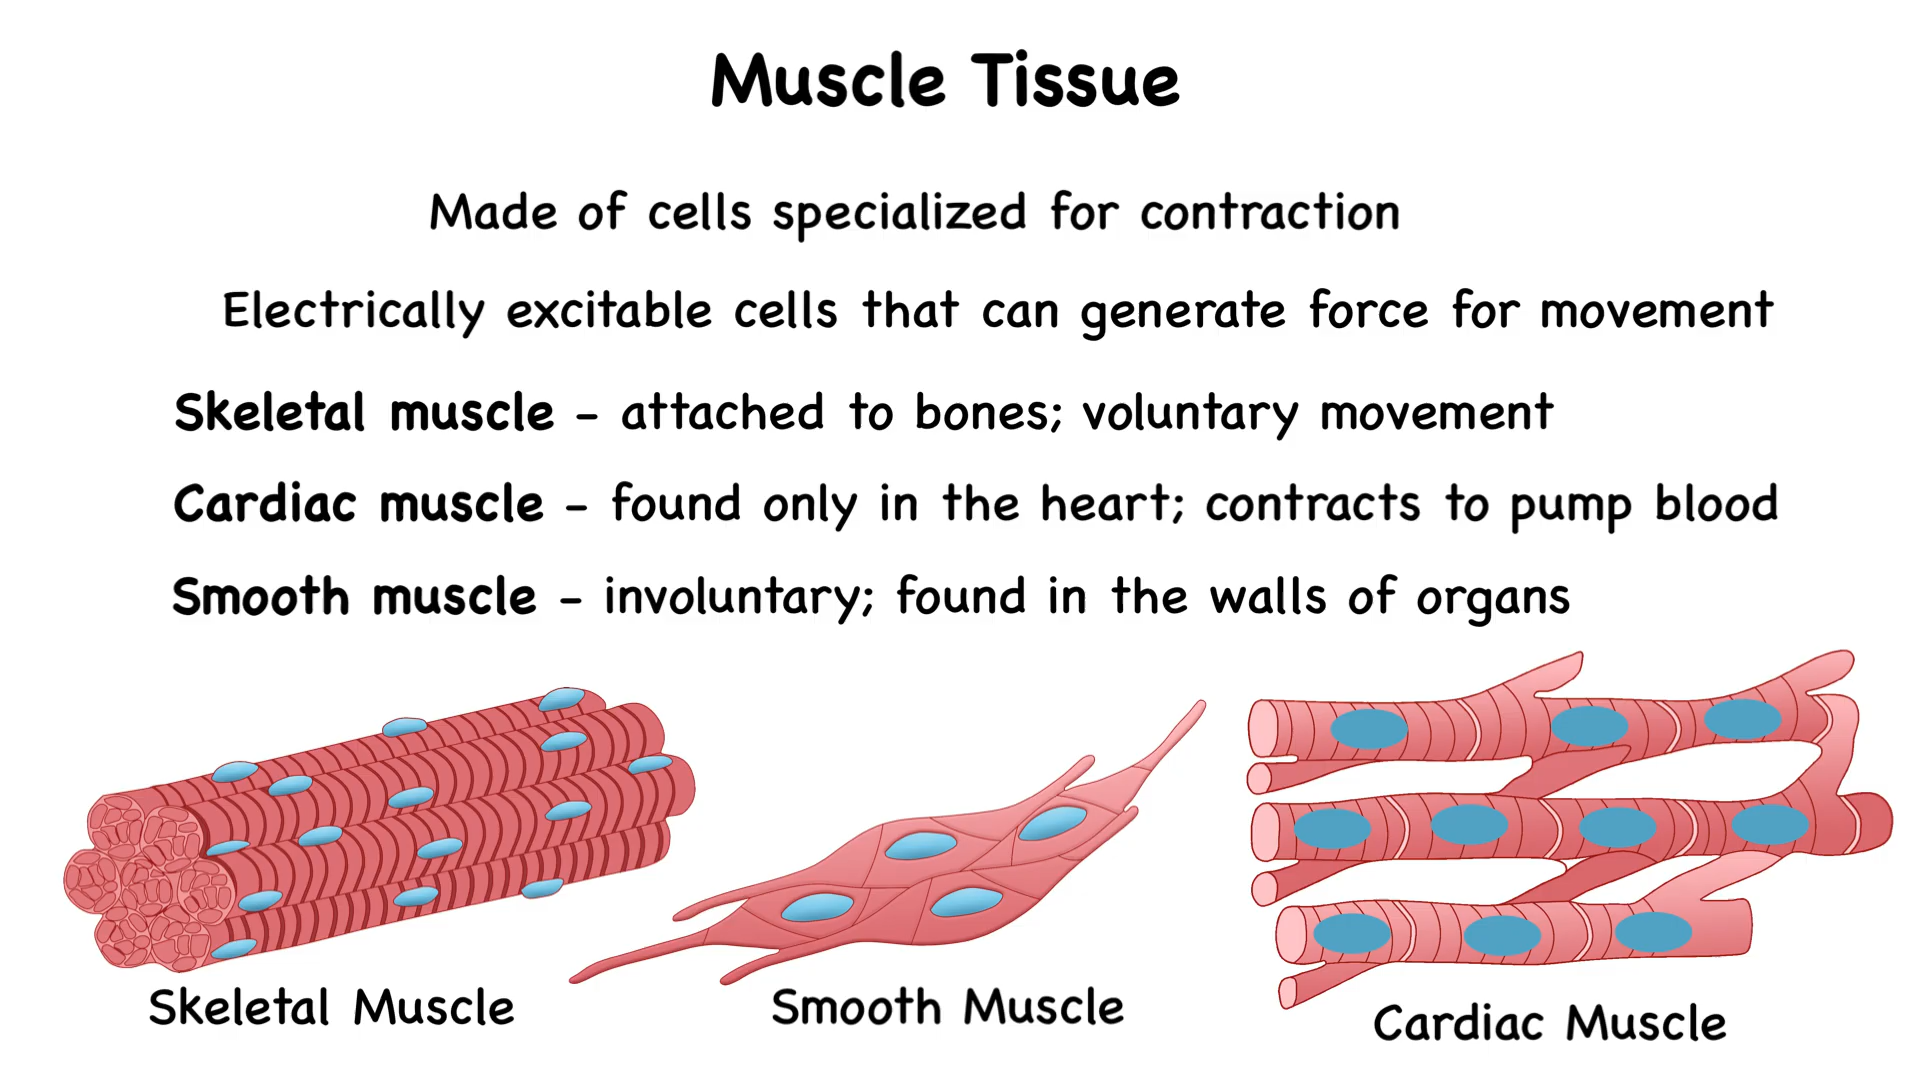 Muscle Tissue
Made of cells specialized for contraction
Electrically excitable cells that can generate force for movement
Skeletal muscle - attached to bones; voluntary movement
Cardiac muscle - found only in the heart; contracts to pump blood
Smooth muscle - involuntary; found in the walls of organs
Skeletal Muscle
Smooth Muscle
Cardiac Muscle